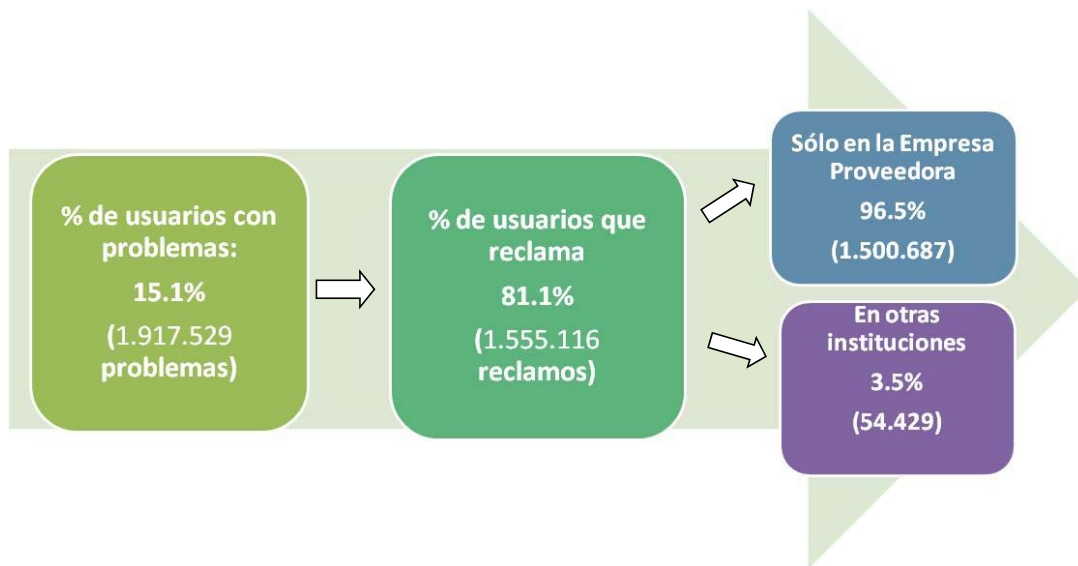 % de usuarios con
problemas:
15.1%
(1.917.529
problemas)
% de usuarios que
reclama
81.1%
(1.555.116
reclamos)
Sólo en la Empresa
Proveedora
96.5%
(1.500.687)
En otras
instituciones
3.5%
(54.429)